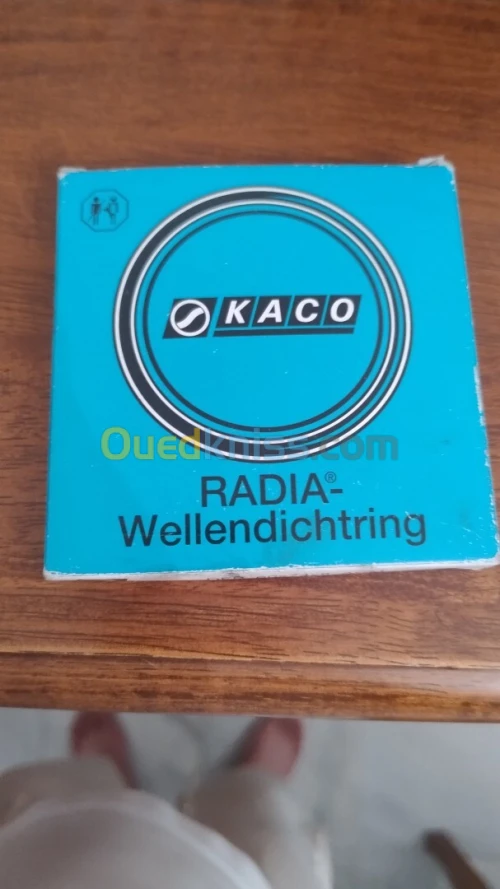 KACO
Ouedkniss.com
RADIA®-
Wellendichtring